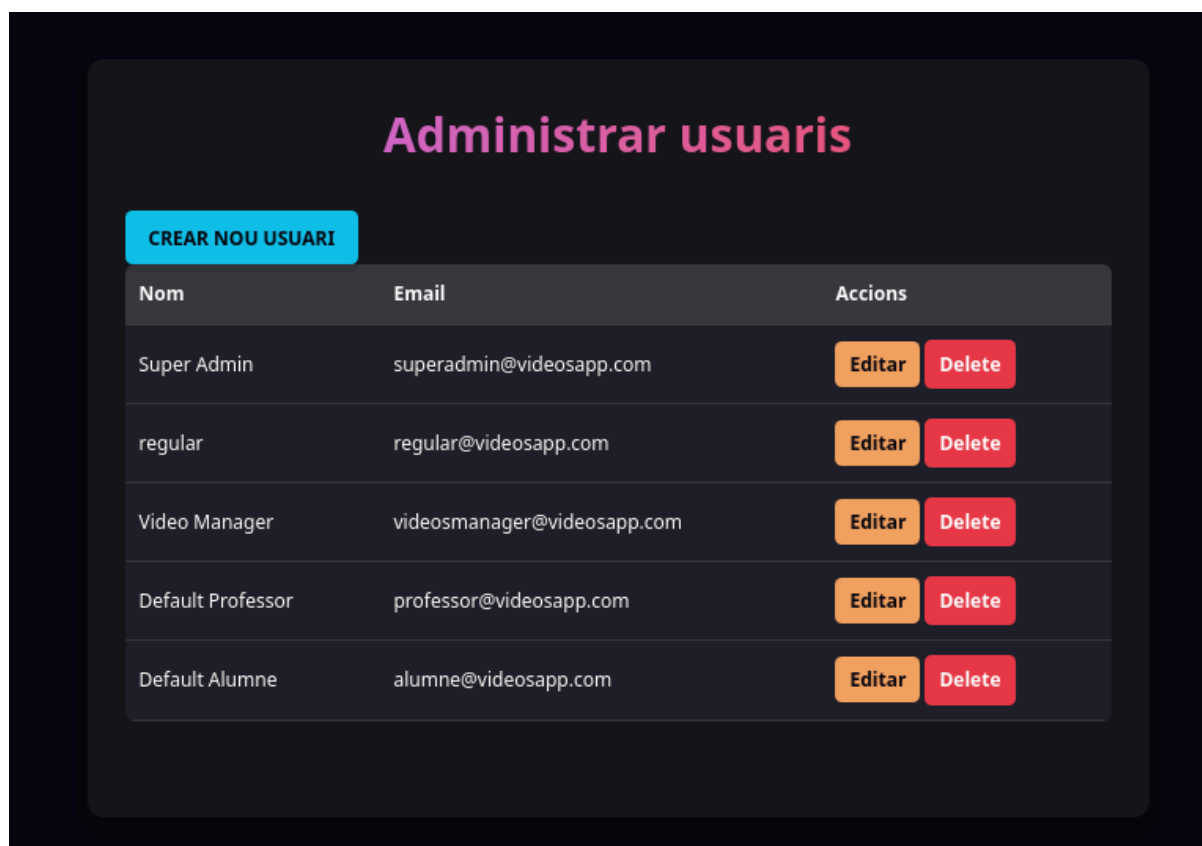 Administrar usuaris
CREAR NOU USUARI
Nom Email Accions
Super Admin superadmin@videosapp.com Editar Delete
regular regular@videosapp.com Editar Delete
Video Manager videosmanager@videosapp.com Editar Delete
Default Professor professor@videosapp.com Editar Delete
Default Alumne alumne@videosapp.com Editar Delete